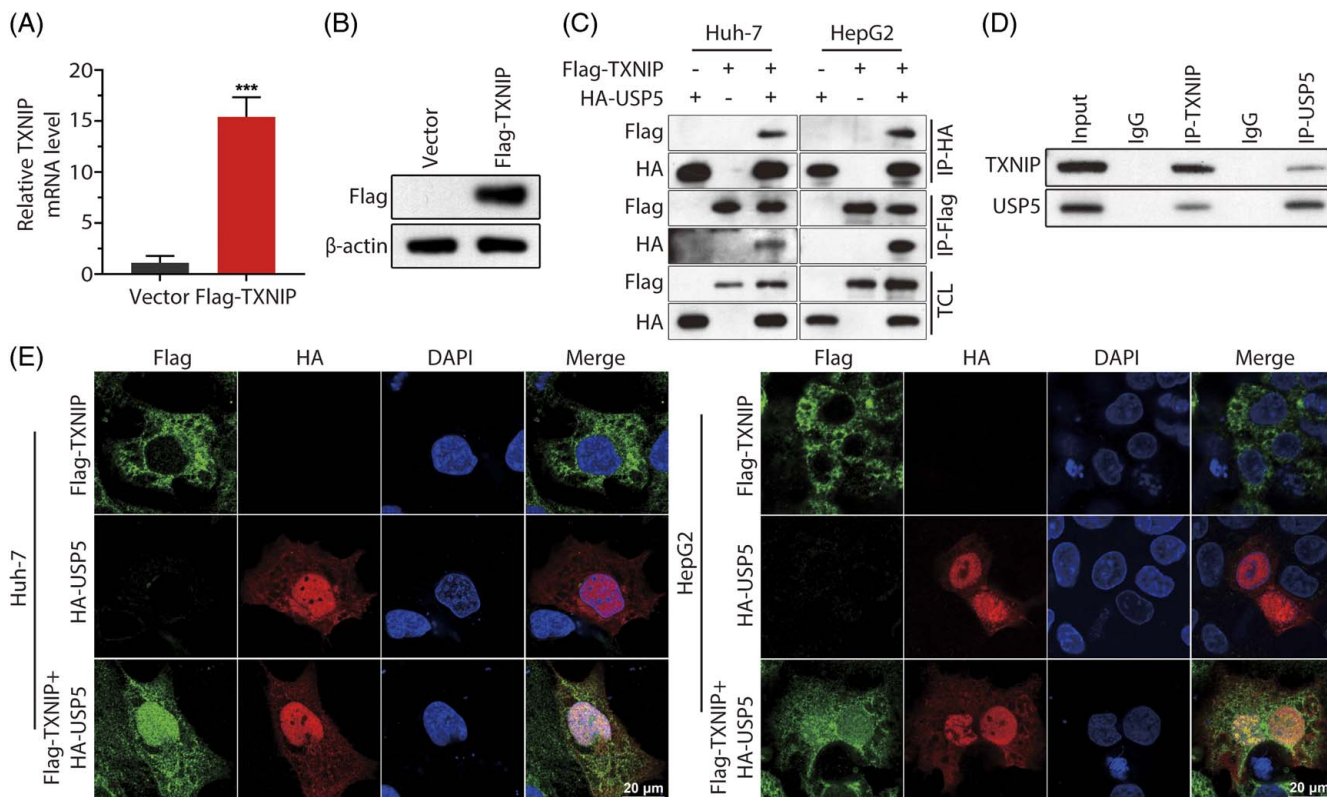 (A)
Relative TXNIP
mRNA level
20
15
10
5
0
***
Vector Flag-TXNIP
(B)
Vector
Flag-TXNIP
Flag
β-actin
(C)
Huh-7 HepG2
Flag-TXNIP - + + - + +
HA-USP5 + - + + - +
Flag
HA
IP-HA
Flag
HA
IP-Flag
Flag
HA
TCL
(D)
Input
IgG
IP-TXNIP
IgG
IP-USP5
TXNIP
USP5
(E)
Flag HA DAPI Merge
Huh-7
Flag-TXNIP
HA-USP5
Flag-TXNIP+
HA-USP5
20 μm
Flag HA DAPI Merge
HepG2
Flag-TXNIP
HA-USP5
Flag-TXNIP+
HA-USP5
20 μm